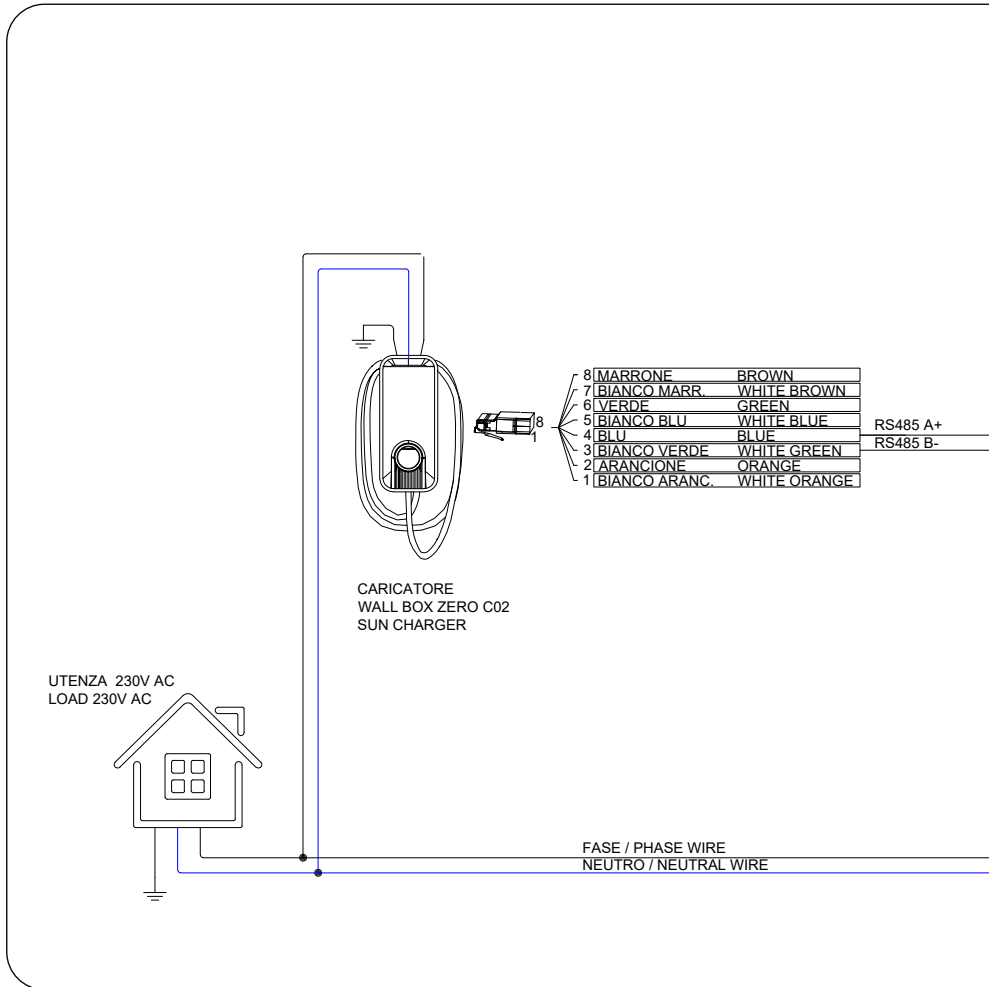 8 MARRONE BROWN
7 BIANCO MARR. WHITE BROWN
6 VERDE GREEN
5 BIANCO BLU WHITE BLUE
4 BLU BLUE
3 BIANCO VERDE WHITE GREEN
2 ARANCIONE ORANGE
1 BIANCO ARANC. WHITE ORANGE
RS485 A+
RS485 B-
8
1
CARICATORE
WALL BOX ZERO C02
SUN CHARGER
UTENZA 230V AC
LOAD 230V AC
FASE / PHASE WIRE
NEUTRO / NEUTRAL WIRE